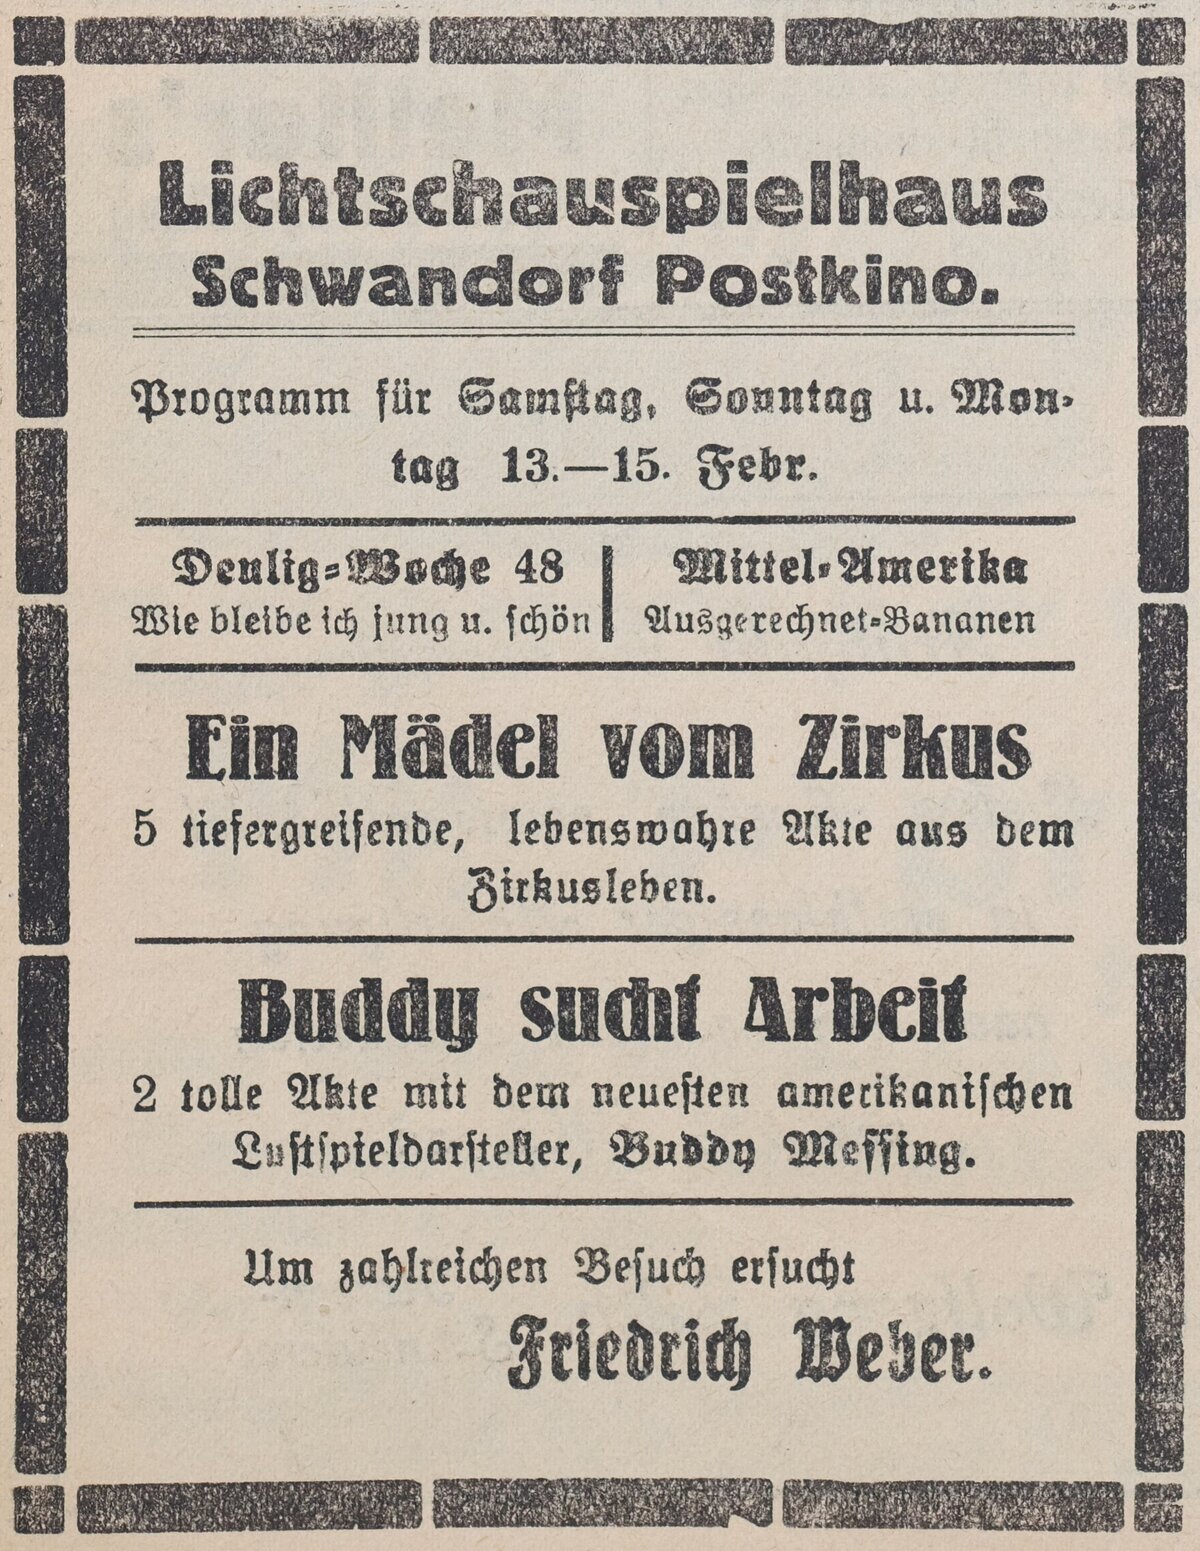 Lichtschauspielhaus
Schwandorf Postkino.
Programm für Samstag, Sonntag u. Mon-
tag 13.—15. Febr.
Deulig-Woche 48
Wie bleibe ich jung u. schön
Mittel-Amerika
Ausgerechnet-Bananen
Ein Mädel vom Zirkus
5 tiefergreifende, lebenswahre Akte aus dem
Zirkusleben.
Buddy sucht Arbeit
2 tolle Akte mit dem neuesten amerikanischen
Lustspieldarsteller, Buddy Messing.
Um zahlreichen Besuch ersucht
Friedrich Weber.